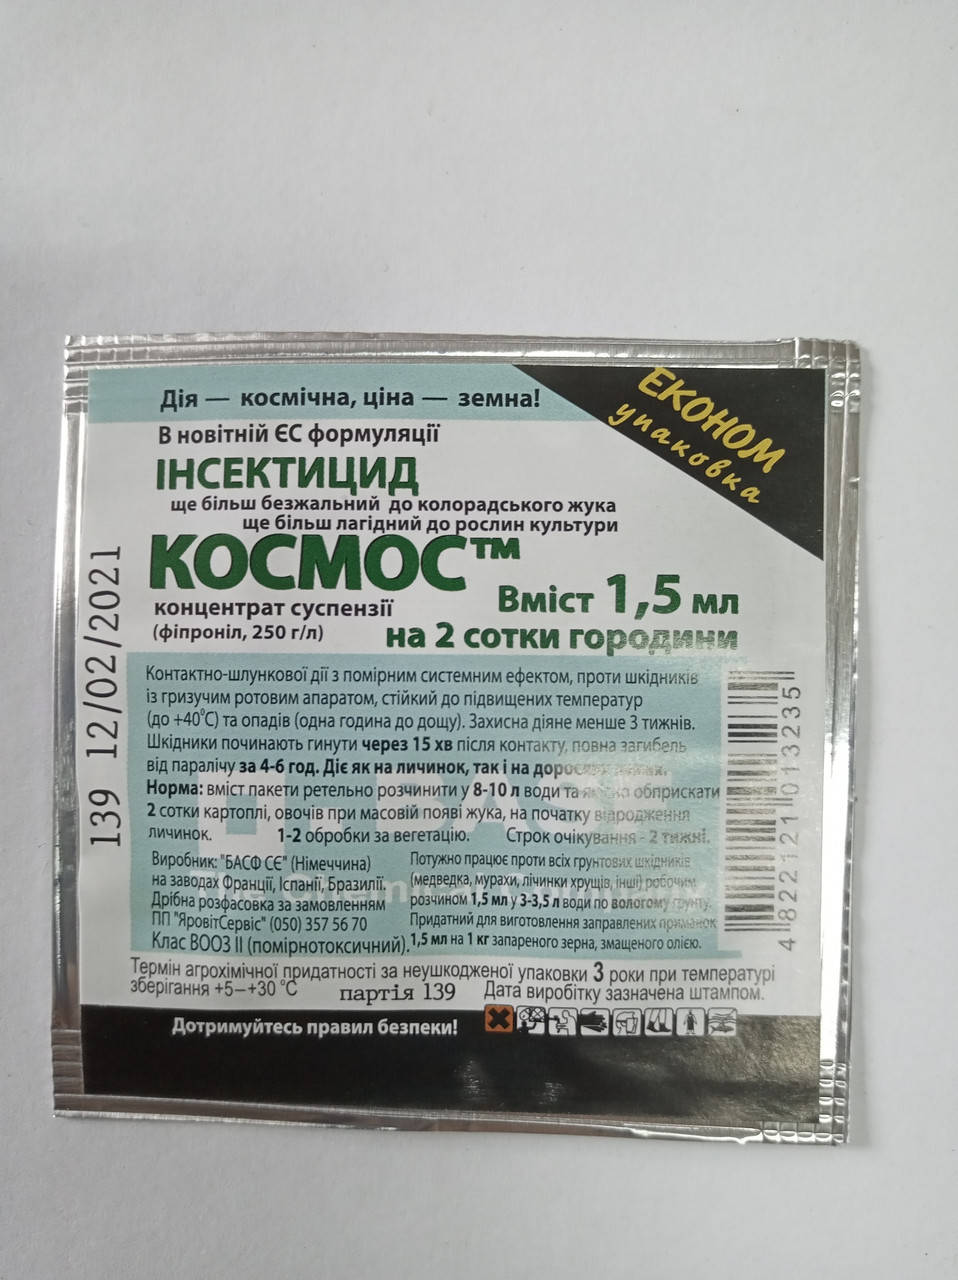 Дія — космічна, ціна — земна!
ЕКОНОМ
упаковка
В новітній ЄС формуляції
ІНСЕКТИЦИД
ще більш безжальний до колорадського жука
ще більш лагідний до рослин культури
КОСМОС™
концентрат суспензії
(фіпроніл, 250 г/л)
Вміст 1,5 мл
на 2 сотки городини
139 12/02/2021
Контактно-шлункової дії з помірним системним ефектом, проти шкідників
із гризучим ротовим апаратом, стійкий до підвищених температур
(до +40°С) та опадів (одна година до дощу). Захисна діяне менше 3 тижнів.
Шкідники починають гинути через 15 хв після контакту, повна загибель
від паралічу за 4-6 год. Діє як на личинок, так і на дорослу
Норма: вміст пакети ретельно розчинити у 8-10 л води та обприскати
2 сотки картоплі, овочів при масовій появі жука, на початку відродження
личинок. 1-2 обробки за вегетацію. Строк очікування - 2 тижні.
BASF
The Chemical Company
Виробник: "БАСФ СЄ" (Німеччина)
на заводах Франції, Іспанії, Бразилії.
Дрібна розфасовка за замовленням
ПП "ЯровітСервіс" (050) 357 56 70
Клас ВООЗ II (помірнотоксичний).
Потужно працює проти всіх грунтових шкідників
(медведка, мурахи, лічинки хрущів, інші) робочим
розчином 1,5 мл у 3-3,5 л води по вологому грунту.
Придатний для виготовлення заправлених приманок
1,5 мл на 1 кг запареного зерна, змащеного олією.
4 822121 013235
Термін агрохімічної придатності за неушкодженої упаковки 3 роки при температурі
зберігання +5–+30 °С партія 139 Дата виробітку зазначена штампом.
Дотримуйтесь правил безпеки!